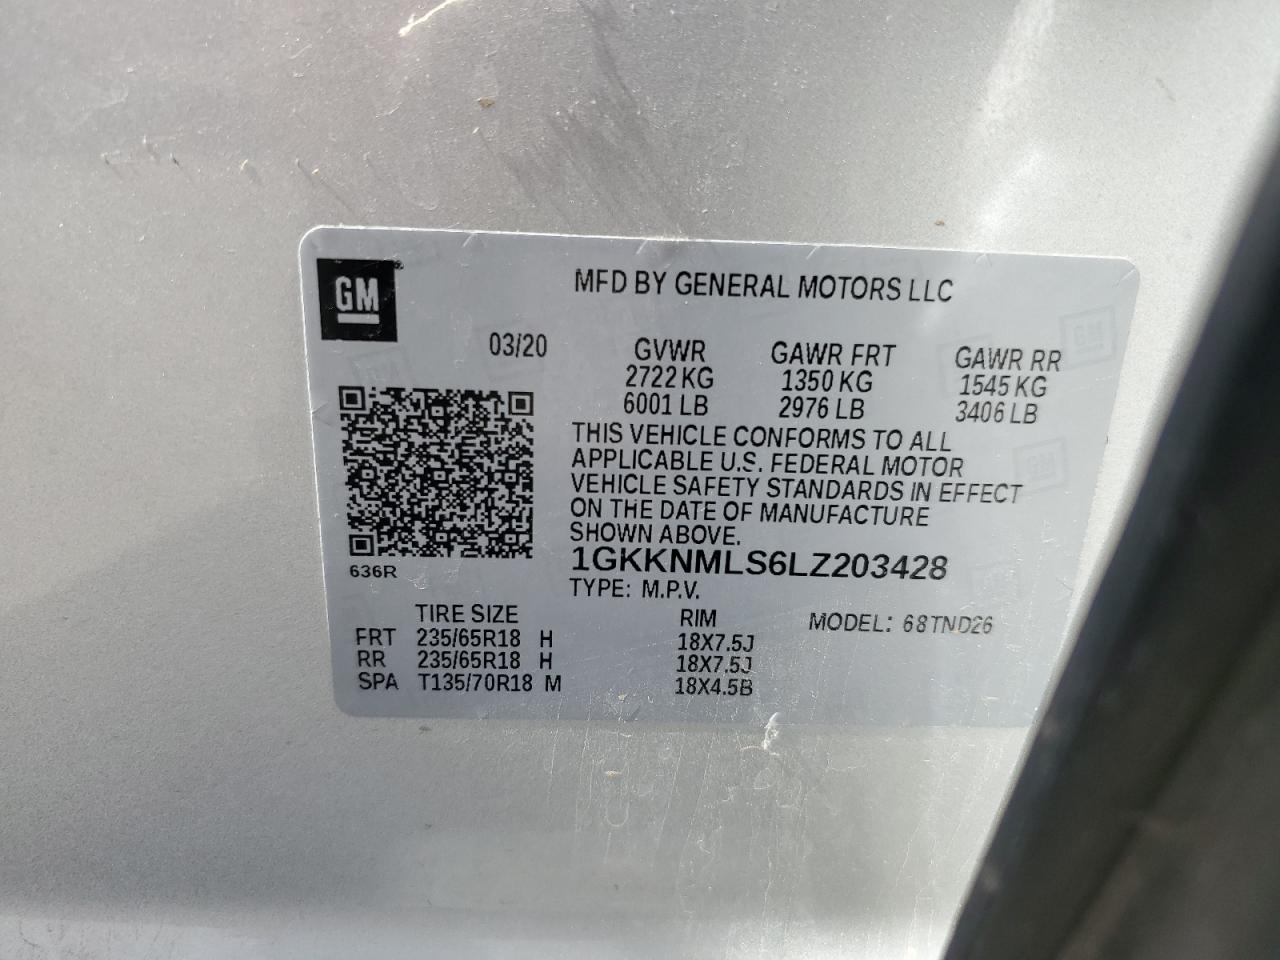 GM
MFD BY GENERAL MOTORS LLC
03/20 GVWR GAWR FRT GAWR RR
2722 KG 1350 KG 1545 KG
6001 LB 2976 LB 3406 LB
THIS VEHICLE CONFORMS TO ALL
APPLICABLE U.S. FEDERAL MOTOR
VEHICLE SAFETY STANDARDS IN EFFECT
ON THE DATE OF MANUFACTURE
SHOWN ABOVE.
1GKKNMLS6LZ203428
636R
TYPE: M.P.V.
TIRE SIZE RIM MODEL: 68TND26
FRT 235/65R18 H 18X7.5J
RR 235/65R18 H 18X7.5J
SPA T135/70R18 M 18X4.5B